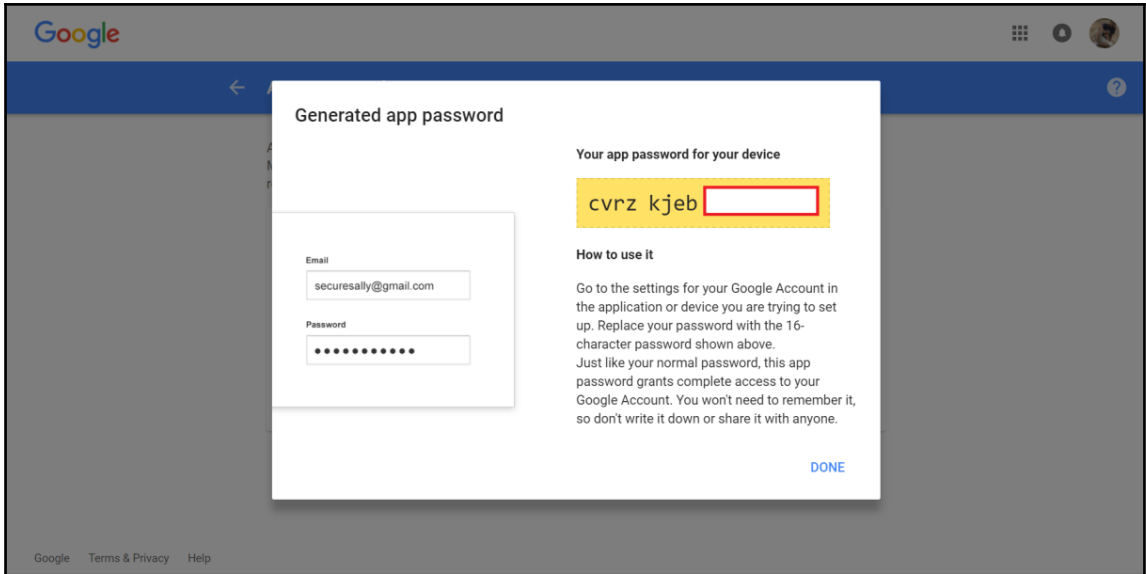 Google
Generated app password
Your app password for your device
cvrz kjeb
Email
securesally@gmail.com
Password
How to use it
Go to the settings for your Google Account in
the application or device you are trying to set
up. Replace your password with the 16-
character password shown above.
Just like your normal password, this app
password grants complete access to your
Google Account. You won't need to remember it,
so don't write it down or share it with anyone.
DONE
Google Terms & Privacy Help